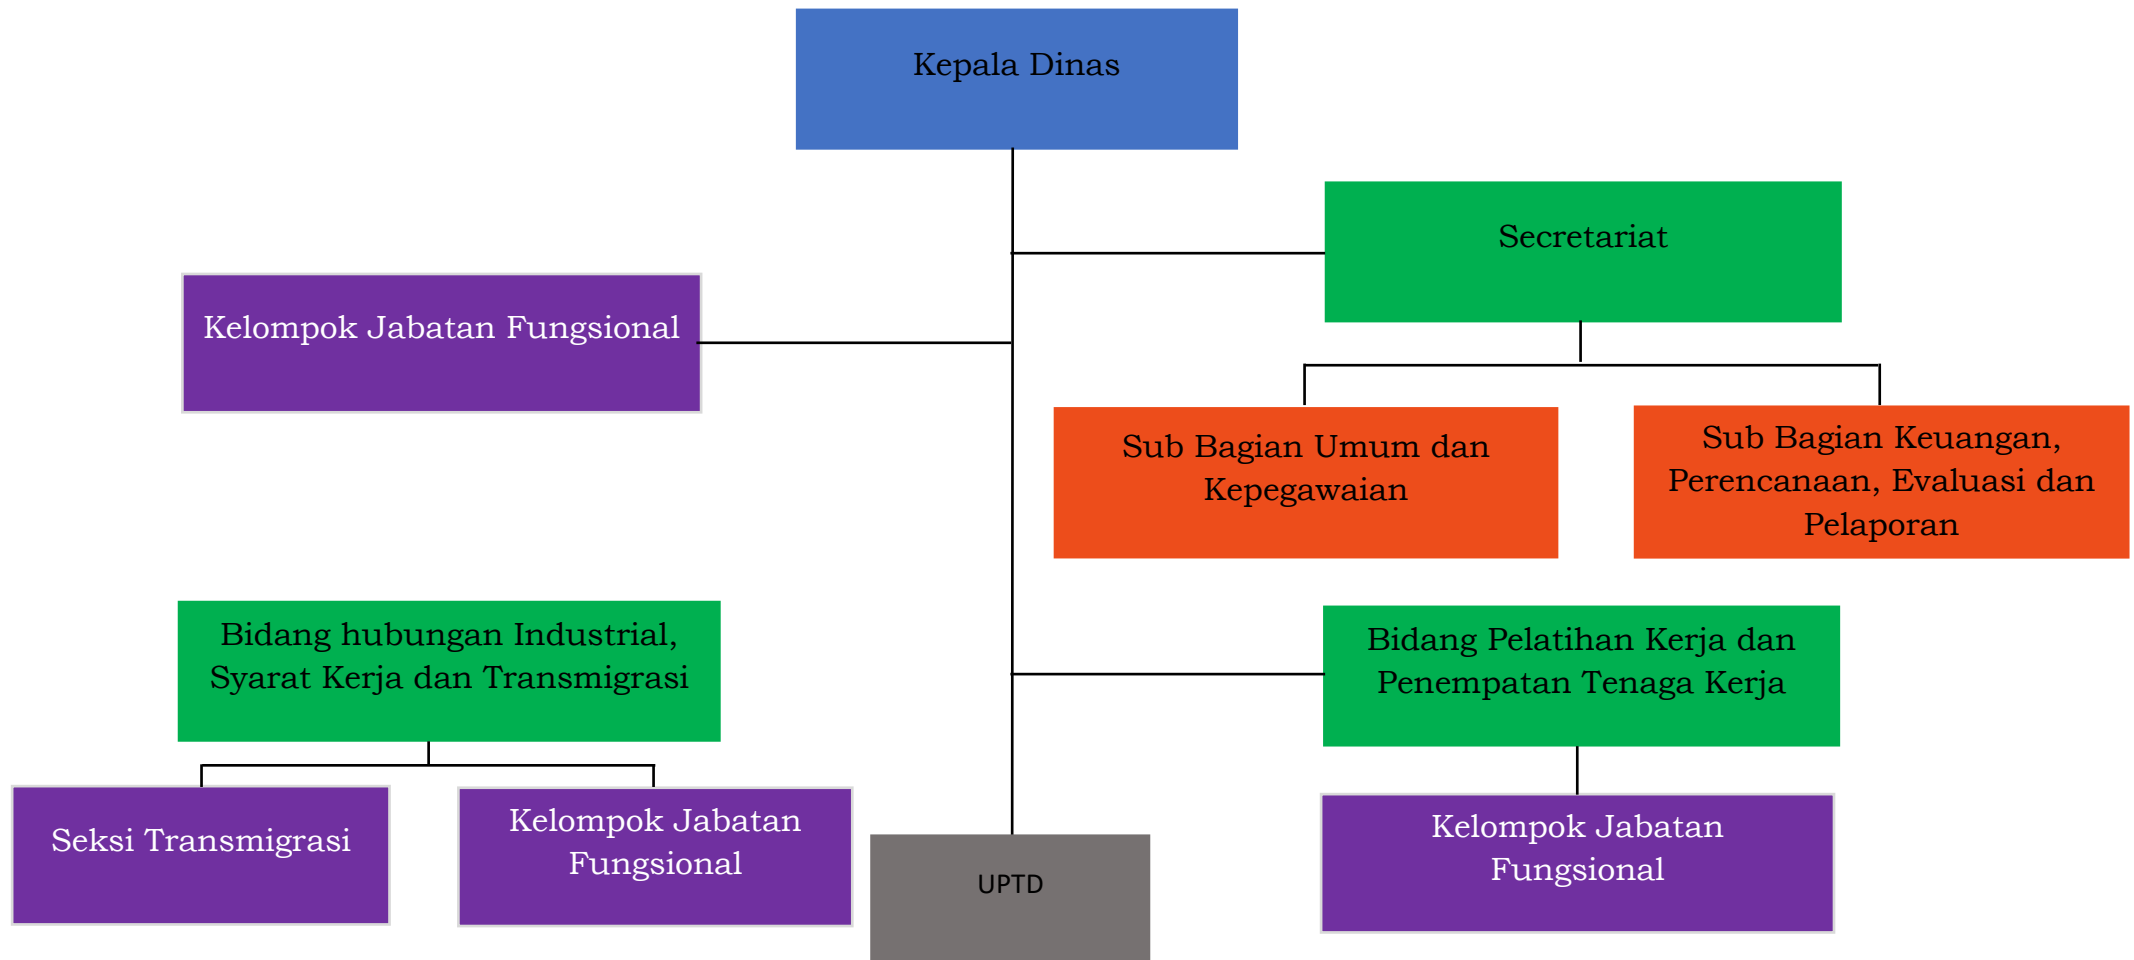 Kepala Dinas
Secretariat
Kelompok Jabatan Fungsional
Sub Bagian Umum dan
Kepegawaian
Sub Bagian Keuangan,
Perencanaan, Evaluasi dan
Pelaporan
Bidang hubungan Industrial,
Syarat Kerja dan Transmigrasi
Bidang Pelatihan Kerja dan
Penempatan Tenaga Kerja
Seksi Transmigrasi
Kelompok Jabatan
Fungsional
UPTD
Kelompok Jabatan
Fungsional